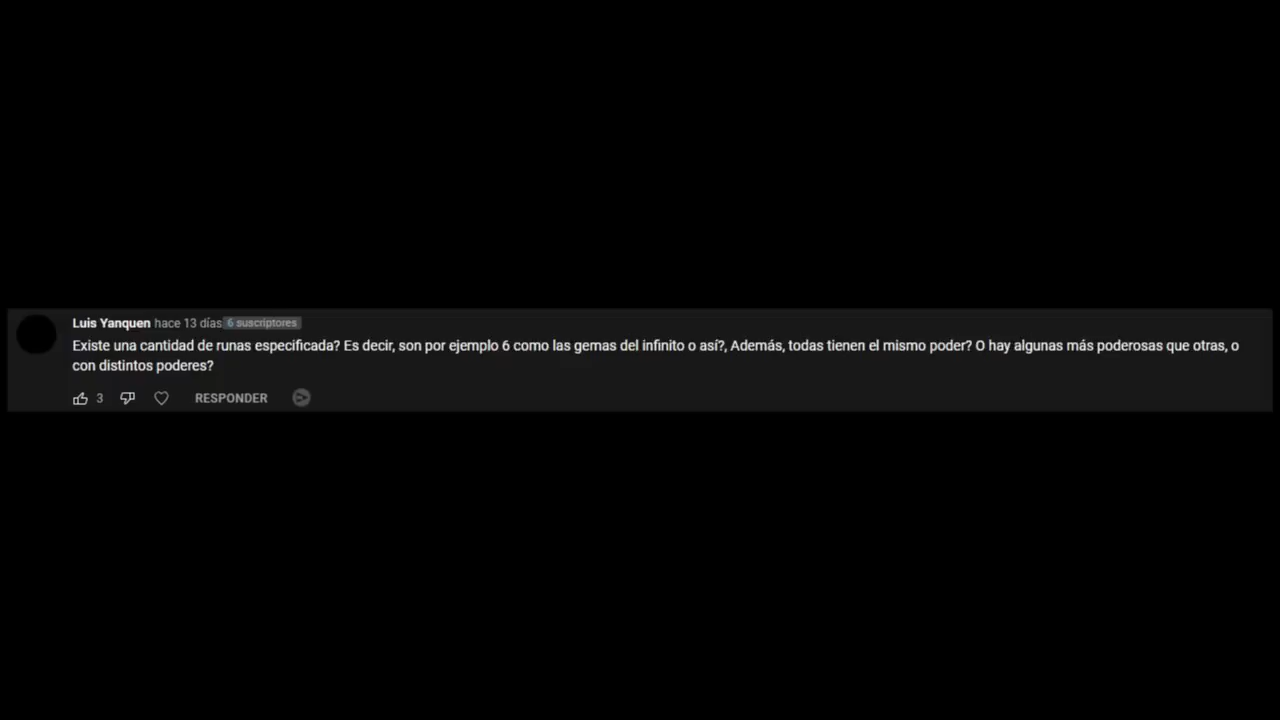 Luis Yanquen hace 13 días 6 suscriptores
Existe una cantidad de runas especificada? Es decir, son por ejemplo 6 como las gemas del infinito o así?, Además, todas tienen el mismo poder? O hay algunas más poderosas que otras, o
con distintos poderes?
3 RESPONDER